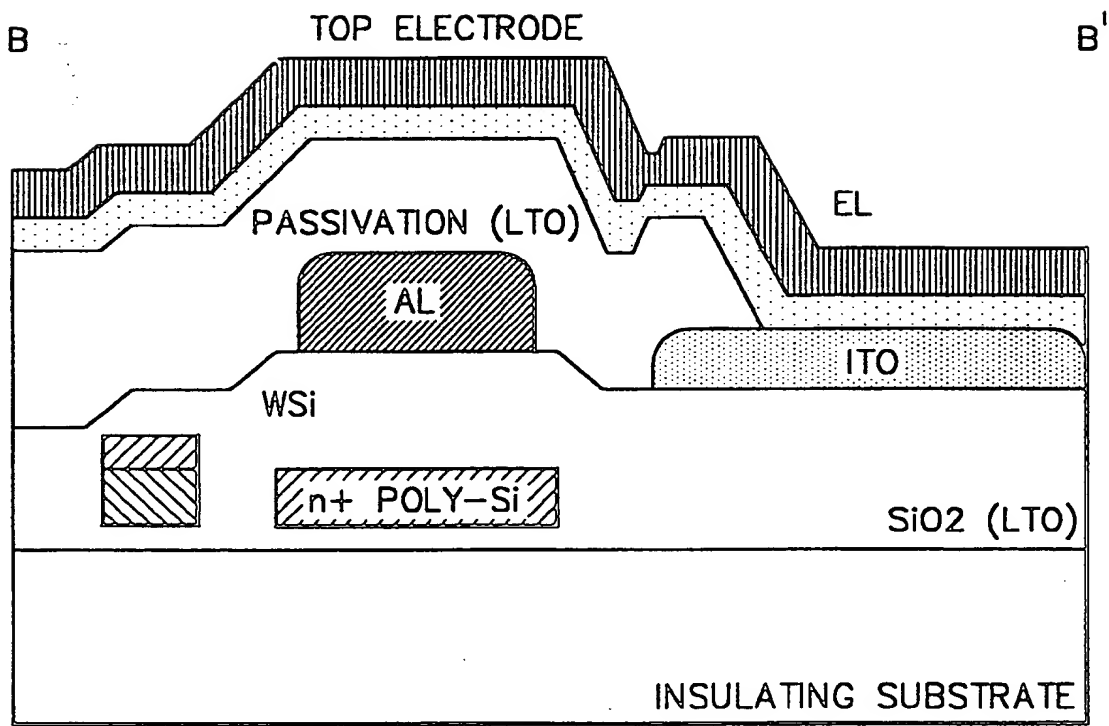 B
TOP ELECTRODE
B'
EL
PASSIVATION (LTO)
AL
ITO
WSi
n+ POLY-Si
SiO2 (LTO)
INSULATING SUBSTRATE